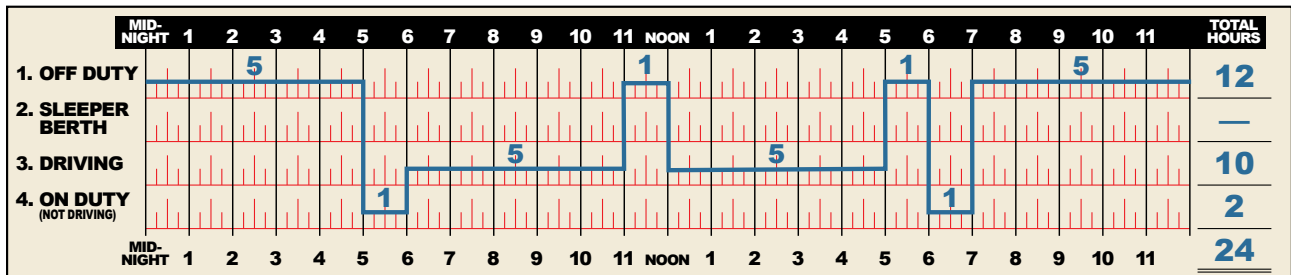 MID-NIGHT 1 2 3 4 5 6 7 8 9 10 11 NOON 1 2 3 4 5 6 7 8 9 10 11 TOTAL HOURS
1. OFF DUTY 5 1 1 5 12
2. SLEEPER BERTH —
3. DRIVING 5 5 10
4. ON DUTY 1 1 2
(NOT DRIVING)
MID-NIGHT 1 2 3 4 5 6 7 8 9 10 11 NOON 1 2 3 4 5 6 7 8 9 10 11 24